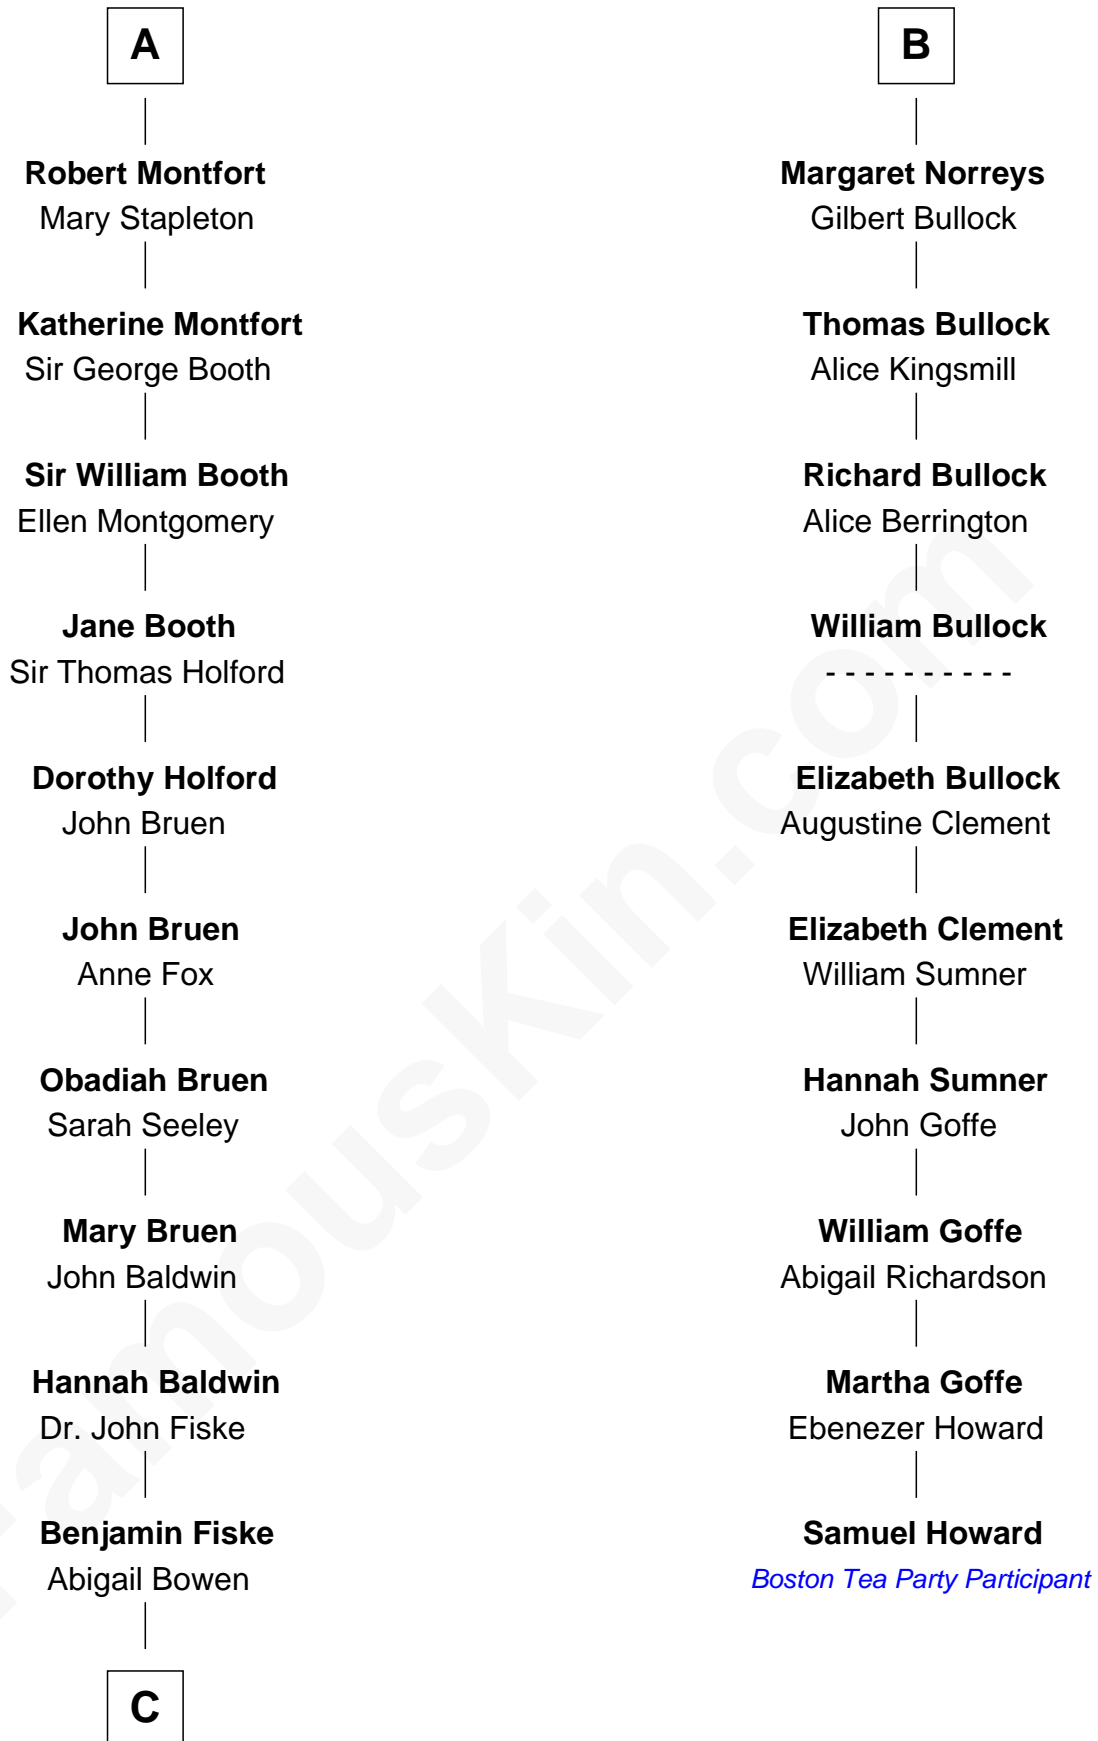 A
Robert Montfort
Mary Stapleton
Katherine Montfort
Sir George Booth
Sir William Booth
Ellen Montgomery
Jane Booth
Sir Thomas Holford
Dorothy Holford
John Bruen
John Bruen
Anne Fox
Obadiah Bruen
Sarah Seeley
Mary Bruen
John Baldwin
Hannah Baldwin
Dr. John Fiske
Benjamin Fiske
Abigail Bowen
C
B
Margaret Norreys
Gilbert Bullock
Thomas Bullock
Alice Kingsmill
Richard Bullock
Alice Berrington
William Bullock
- - - - - - - - - -
Elizabeth Bullock
Augustine Clement
Elizabeth Clement
William Sumner
Hannah Sumner
John Goffe
William Goffe
Abigail Richardson
Martha Goffe
Ebenezer Howard
Samuel Howard
Boston Tea Party Participant
FamousKin.com